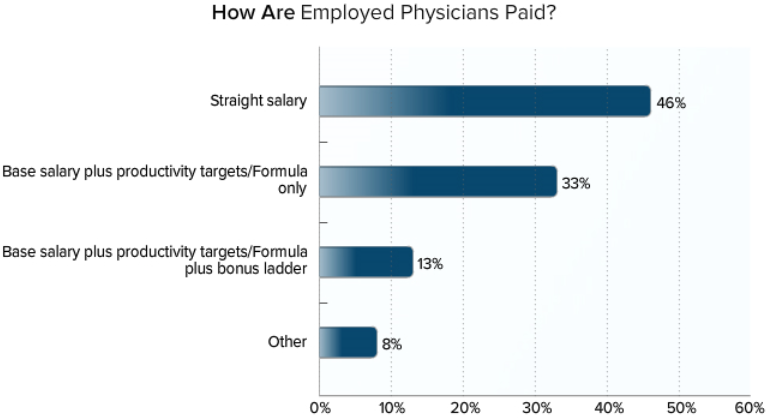 How Are Employed Physicians Paid?
Straight salary
46%
Base salary plus productivity targets/Formula
only
33%
Base salary plus productivity targets/Formula
plus bonus ladder
13%
Other
8%
0% 10% 20% 30% 40% 50% 60%